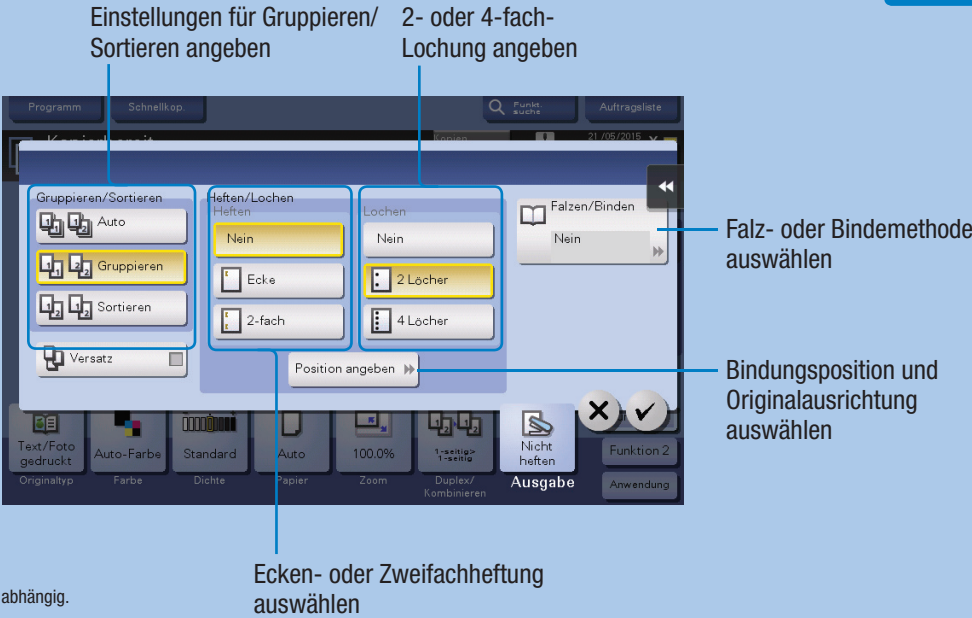 Einstellungen für Gruppieren/
Sortieren angeben
2- oder 4-fach-
Lochung angeben
Programm
Schnellkop.
Funkt.
suche
Auftragsliste
Kopierbereit
Kopien
21/05/2015
Gruppieren/Sortieren
Auto
Gruppieren
Sortieren
Versatz
Heften/Lochen
Heften
Nein
Ecke
2-fach
Lochen
Nein
2 Löcher
4 Löcher
Position angeben
Falzen/Binden
Nein
Falz- oder Bindemethode
auswählen
Bindungsposition und
Originalausrichtung
auswählen
Text/Foto
gedruckt
Auto-Farbe
Standard
Auto
100.0%
1-seitig>
1-seitig
Nicht
heften
Funktion 2
Originaltyp
Farbe
Dichte
Papier
Zoom
Duplex/
Kombinieren
Ausgabe
Anwendung
Ecken- oder Zweifachheftung
auswählen
abhängig.